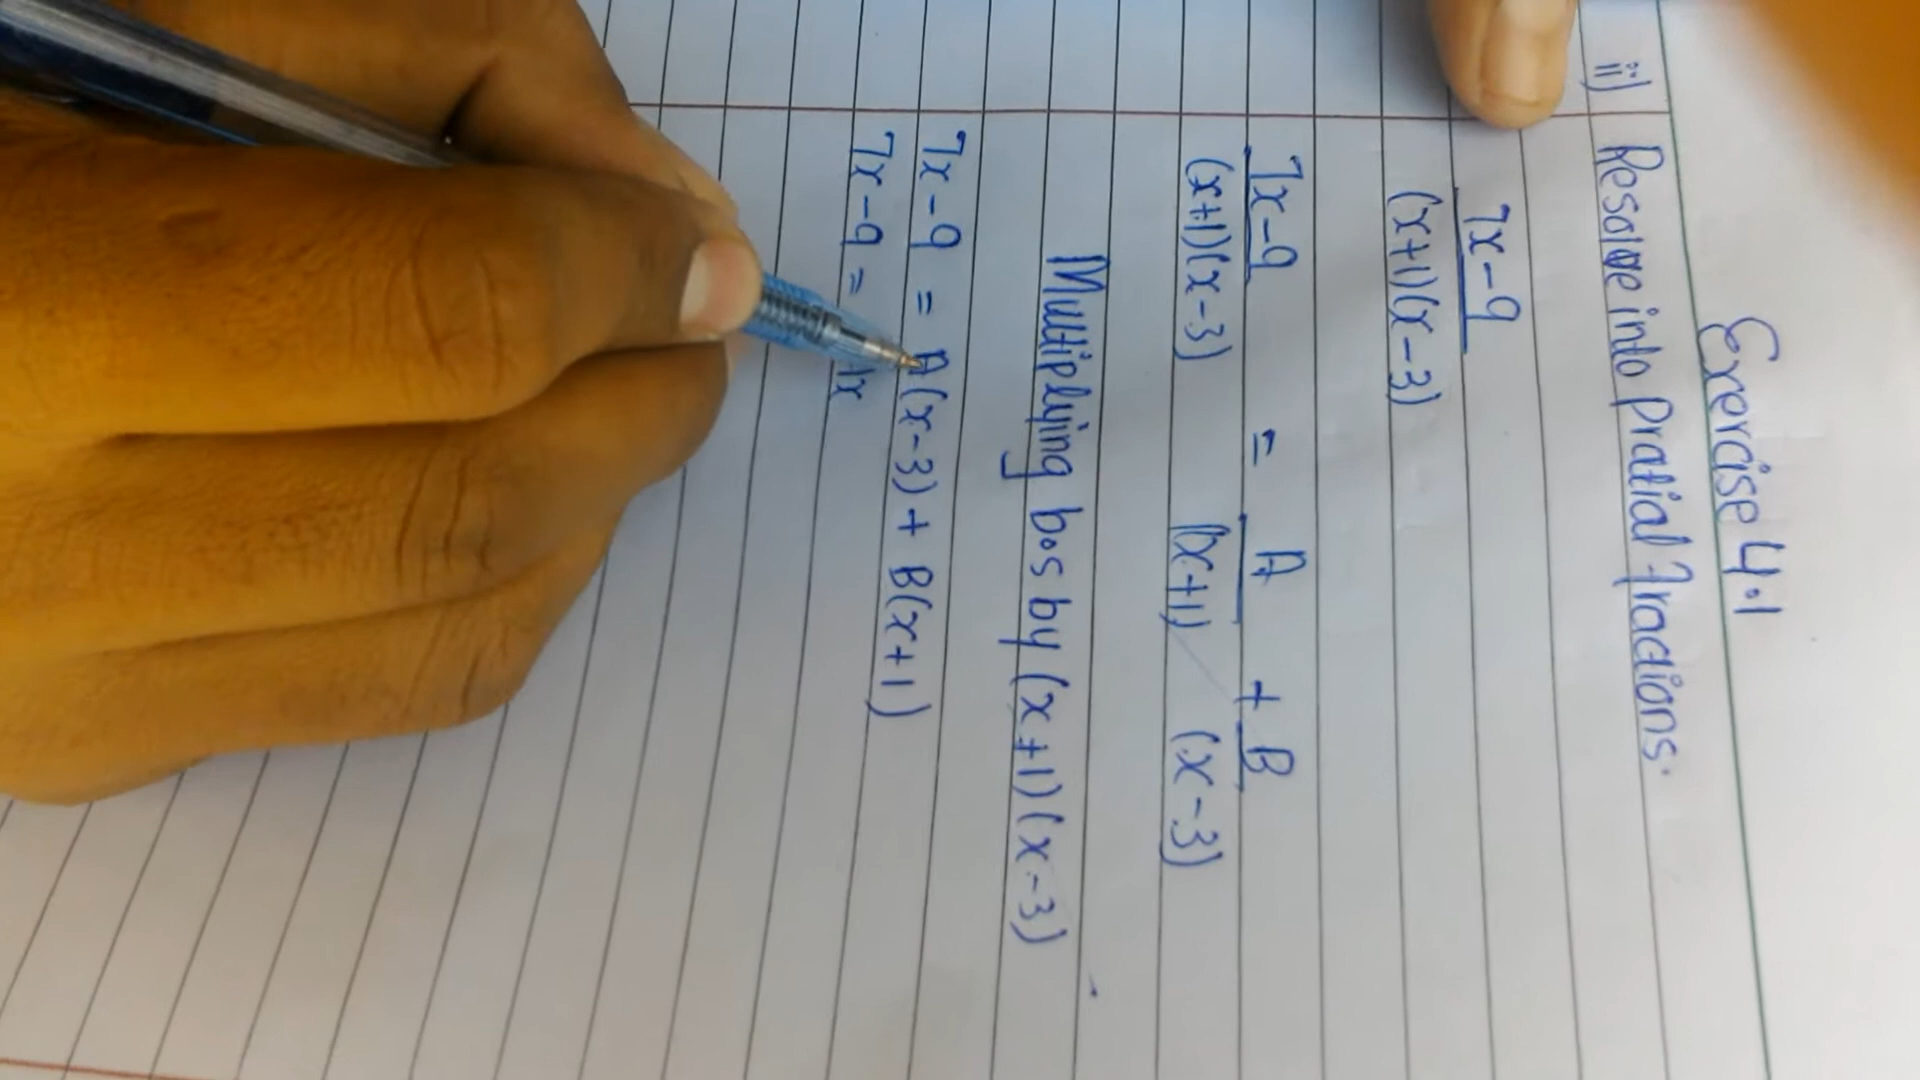 Exercise 4.1
ii) Resolve into Pratial Fractions.
7x-9
(x+1)(x-3)
7x-9 = A + B
(x+1)(x-3) (x+1) (x-3)
Multiplying bos by (x+1)(x-3)
7x-9 = A(x-3) + B(x+1)
7x-9 =